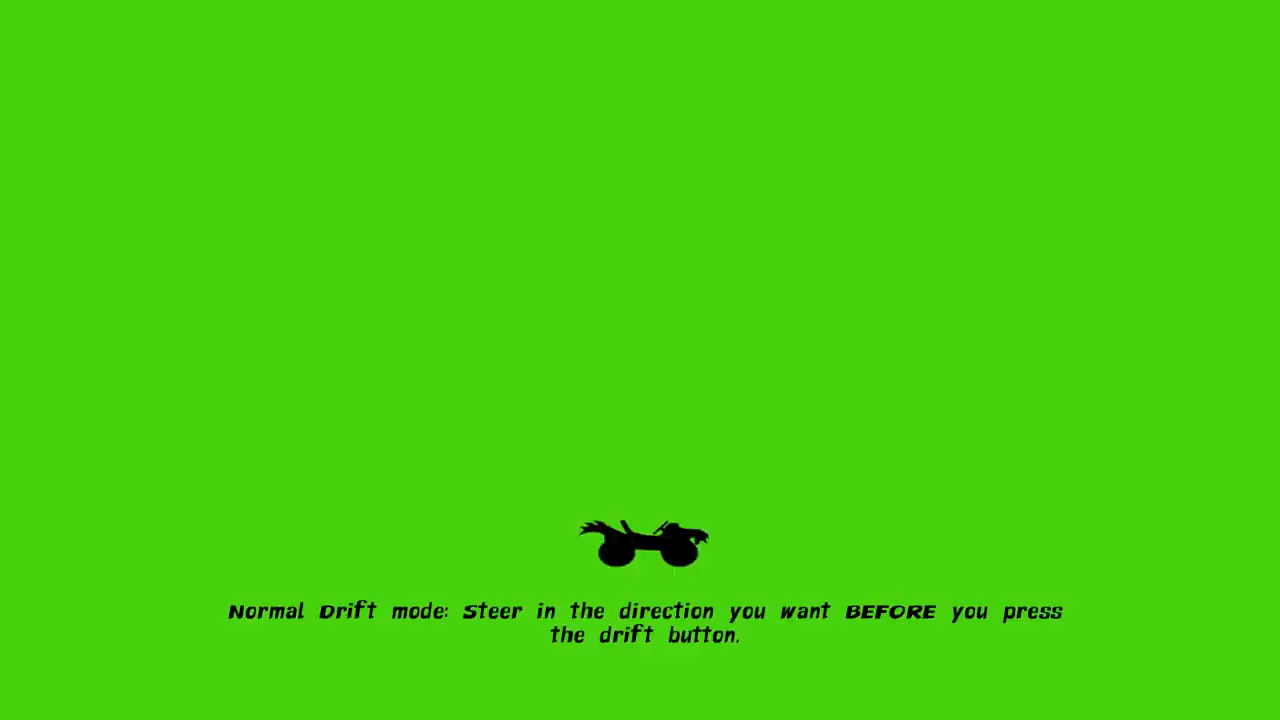 Normal Drift mode: Steer in the direction you want BEFORE you press
the drift button.